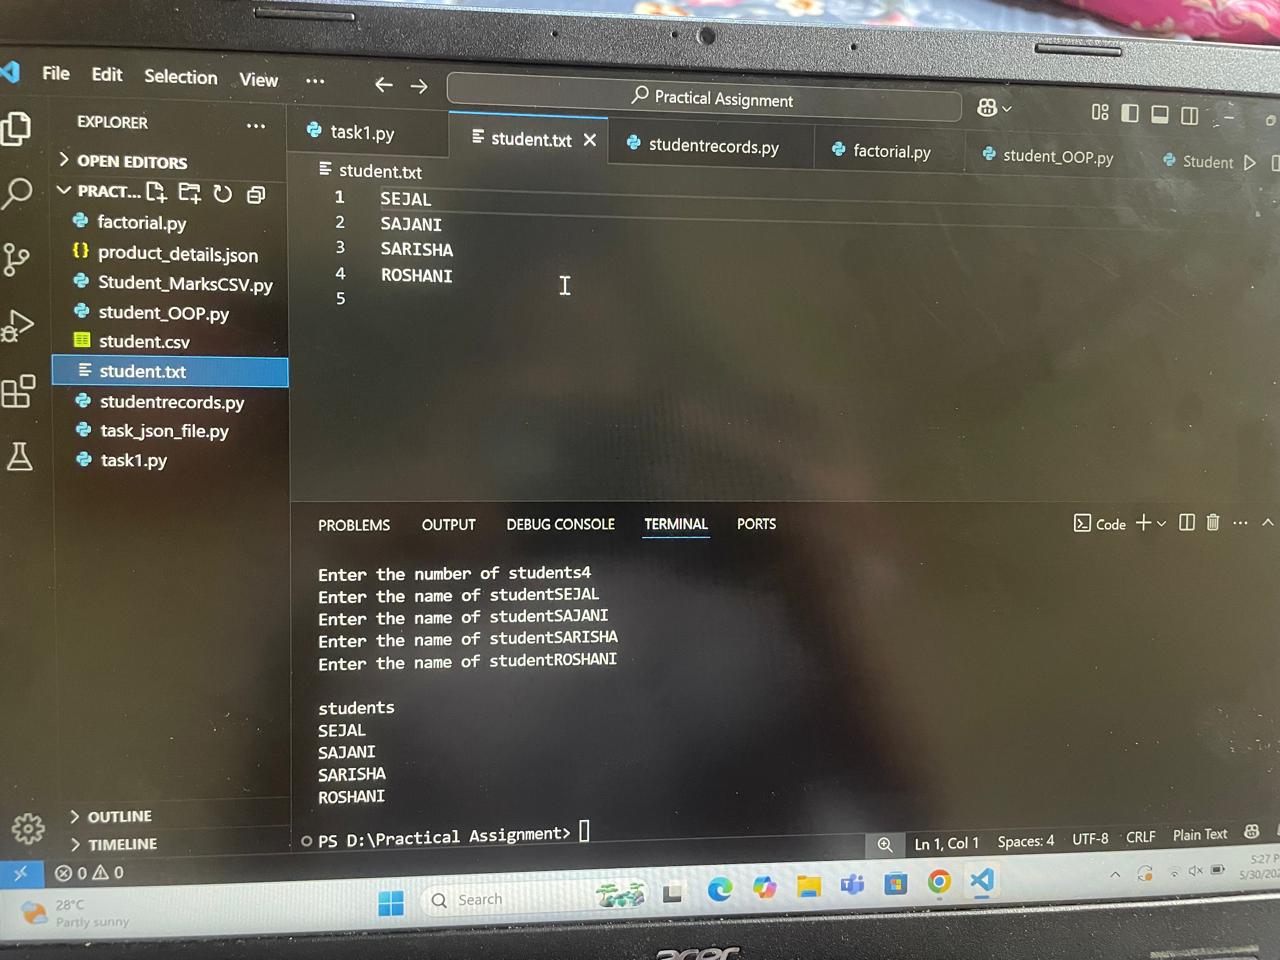 File Edit Selection View ... Practical Assignment
EXPLORER ...
task1.py student.txt studentrecords.py factorial.py student_OOP.py Student
OPEN EDITORS
student.txt
PRACT...
factorial.py
product_details.json
Student_MarksCSV.py
student_OOP.py
student.csv
student.txt
studentrecords.py
task_json_file.py
task1.py
1 SEJAL
2 SAJANI
3 SARISHA
4 ROSHANI
5
PROBLEMS OUTPUT DEBUG CONSOLE TERMINAL PORTS Code ...
Enter the number of students4
Enter the name of studentSEJAL
Enter the name of studentSAJANI
Enter the name of studentSARISHA
Enter the name of studentROSHANI
students
SEJAL
SAJANI
SARISHA
ROSHANI
PS D:\Practical Assignment>
OUTLINE
TIMELINE
0 0 Ln 1, Col 1 Spaces: 4 UTF-8 CRLF Plain Text
28°C
Partly sunny
Search
5:27 P
5/30/202
acer